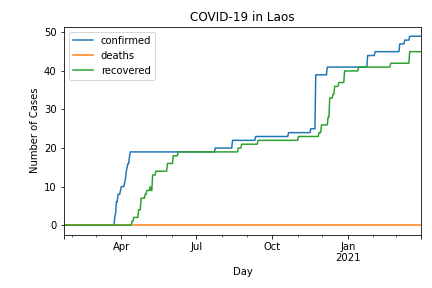 COVID-19 in Laos
confirmed
deaths
recovered
Number of Cases
50
40
30
20
10
0
Apr
Jul
Oct
Jan
2021
Day